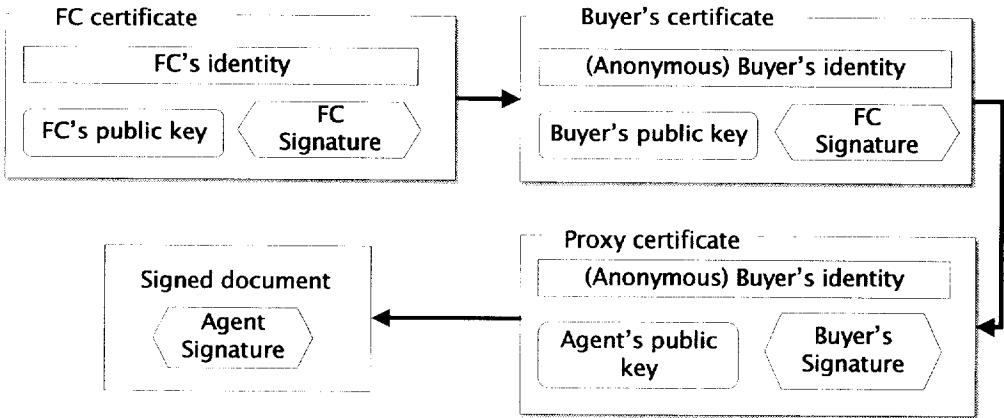 FC certificate
FC's identity
FC's public key
FC
Signature
Buyer's certificate
(Anonymous) Buyer's identity
Buyer's public key
FC
Signature
Proxy certificate
(Anonymous) Buyer's identity
Agent's public
key
Buyer's
Signature
Signed document
Agent
Signature